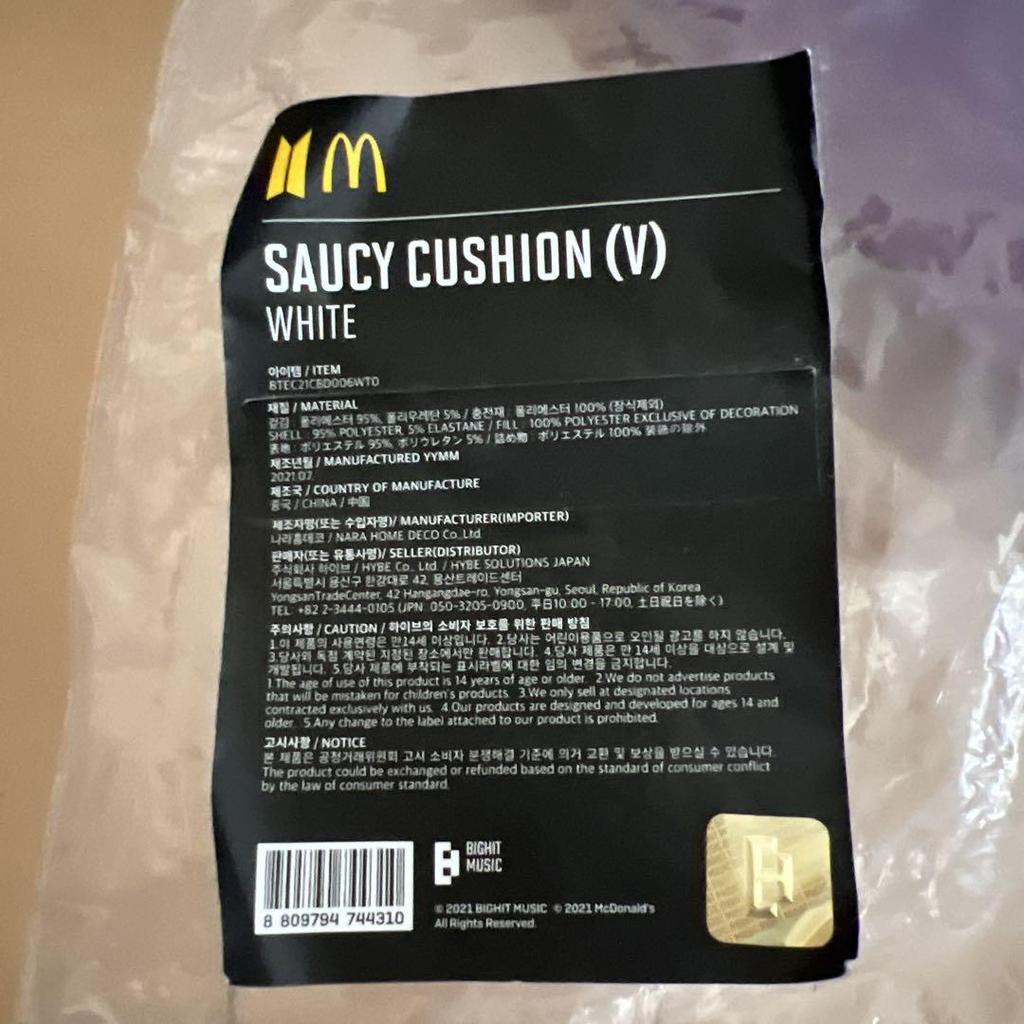 SAUCY CUSHION (V)
WHITE
아이템 / ITEM
BTEC21CBD006WT0
재질 / MATERIAL
겉감 : 폴리에스터 95%, 폴리우레탄 5% / 충전재 : 폴리에스터 100% (장식제외)
SHELL : 95% POLYESTER, 5% ELASTANE / FILL : 100% POLYESTER EXCLUSIVE OF DECORATION
表地 : ポリエステル 95%, ポリウレタン 5% / 詰め物 : ポリエステル 100% 装飾の除外
제조년월 / MANUFACTURED YYMM
2021.07.
제조국 / COUNTRY OF MANUFACTURE
중국 / CHINA / 中国
제조자명(또는 수입자명)/ MANUFACTURER(IMPORTER)
나라홈데코 / NARA HOME DECO Co.,Ltd
판매자(또는 유통사명)/ SELLER(DISTRIBUTOR)
주식회사 하이브 / HYBE Co., Ltd. / HYBE SOLUTIONS JAPAN
서울특별시 용산구 한강대로 42, 용산트레이드센터
YongsanTradeCenter, 42 Hangangdae-ro, Yongsan-gu, Seoul, Republic of Korea
TEL: +82 2-3444-0105 (JPN: 050-3205-0900, 平日10:00 - 17:00, 土日祝日を除く)
주의사항 / CAUTION / 하이브의 소비자 보호를 위한 판매 방침
1.이 제품의 사용연령은 만14세 이상입니다. 2.당사는 어린이용품으로 오인될 광고를 하지 않습니다.
3.당사와 독점 계약된 지정된 장소에서만 판매합니다. 4.당사 제품은 만 14세 이상을 대상으로 설계 및
개발됩니다. 5.당사 제품에 부착되는 표시라벨에 대한 임의 변경을 금지합니다.
1.The age of use of this product is 14 years of age or older. 2.We do not advertise products
that will be mistaken for children's products. 3.We only sell at designated locations
contracted exclusively with us. 4.Our products are designed and developed for ages 14 and
older. 5.Any change to the label attached to our product is prohibited.
고시사항 / NOTICE
본 제품은 공정거래위원회 고시 소비자 분쟁해결 기준에 의거 교환 및 보상을 받으실 수 있습니다.
The product could be exchanged or refunded based on the standard of consumer conflict
by the law of consumer standard.
8 809794 744310
BIGHIT
MUSIC
© 2021 BIGHIT MUSIC © 2021 McDonald's
All Rights Reserved.